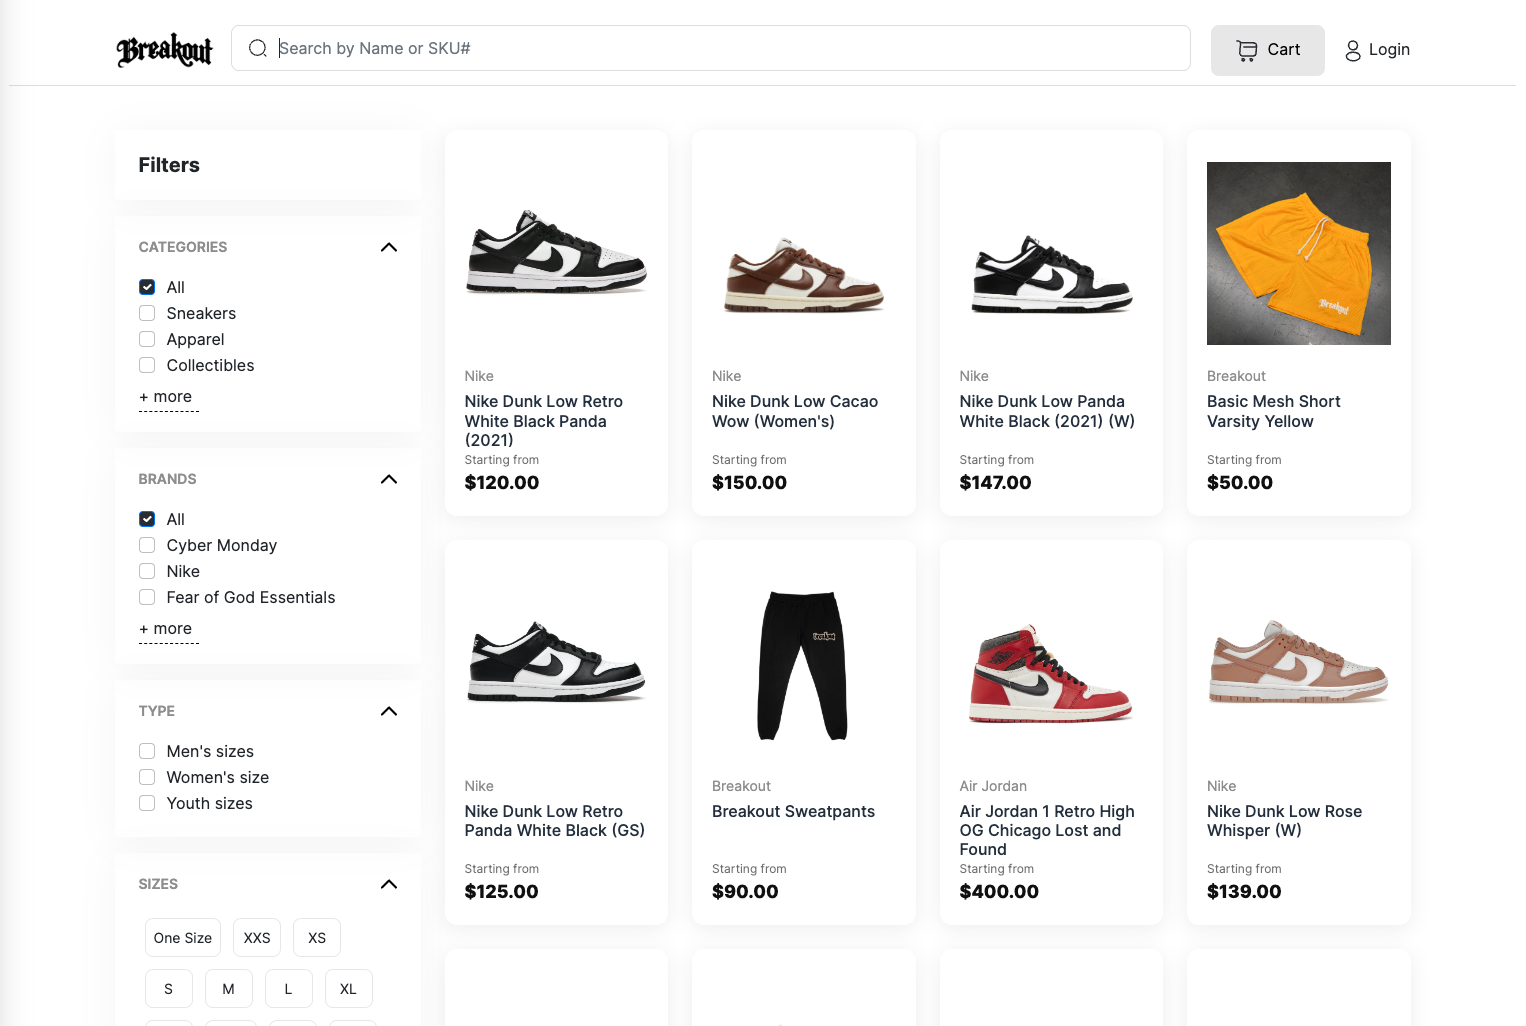 Breakout
Search by Name or SKU#
Cart
Login
Filters
CATEGORIES
All
Sneakers
Apparel
Collectibles
+ more
BRANDS
All
Cyber Monday
Nike
Fear of God Essentials
+ more
TYPE
Men's sizes
Women's size
Youth sizes
SIZES
One Size
XXS
XS
S
M
L
XL
Nike
Nike Dunk Low Retro
White Black Panda
(2021)
Starting from
$120.00
Nike
Nike Dunk Low Cacao
Wow (Women's)
Starting from
$150.00
Nike
Nike Dunk Low Panda
White Black (2021) (W)
Starting from
$147.00
Breakout
Breakout
Basic Mesh Short
Varsity Yellow
Starting from
$50.00
Nike
Nike Dunk Low Retro
Panda White Black (GS)
Starting from
$125.00
Breakout
Breakout Sweatpants
Starting from
$90.00
Air Jordan
Air Jordan 1 Retro High
OG Chicago Lost and
Found
Starting from
$400.00
Nike
Nike Dunk Low Rose
Whisper (W)
Starting from
$139.00